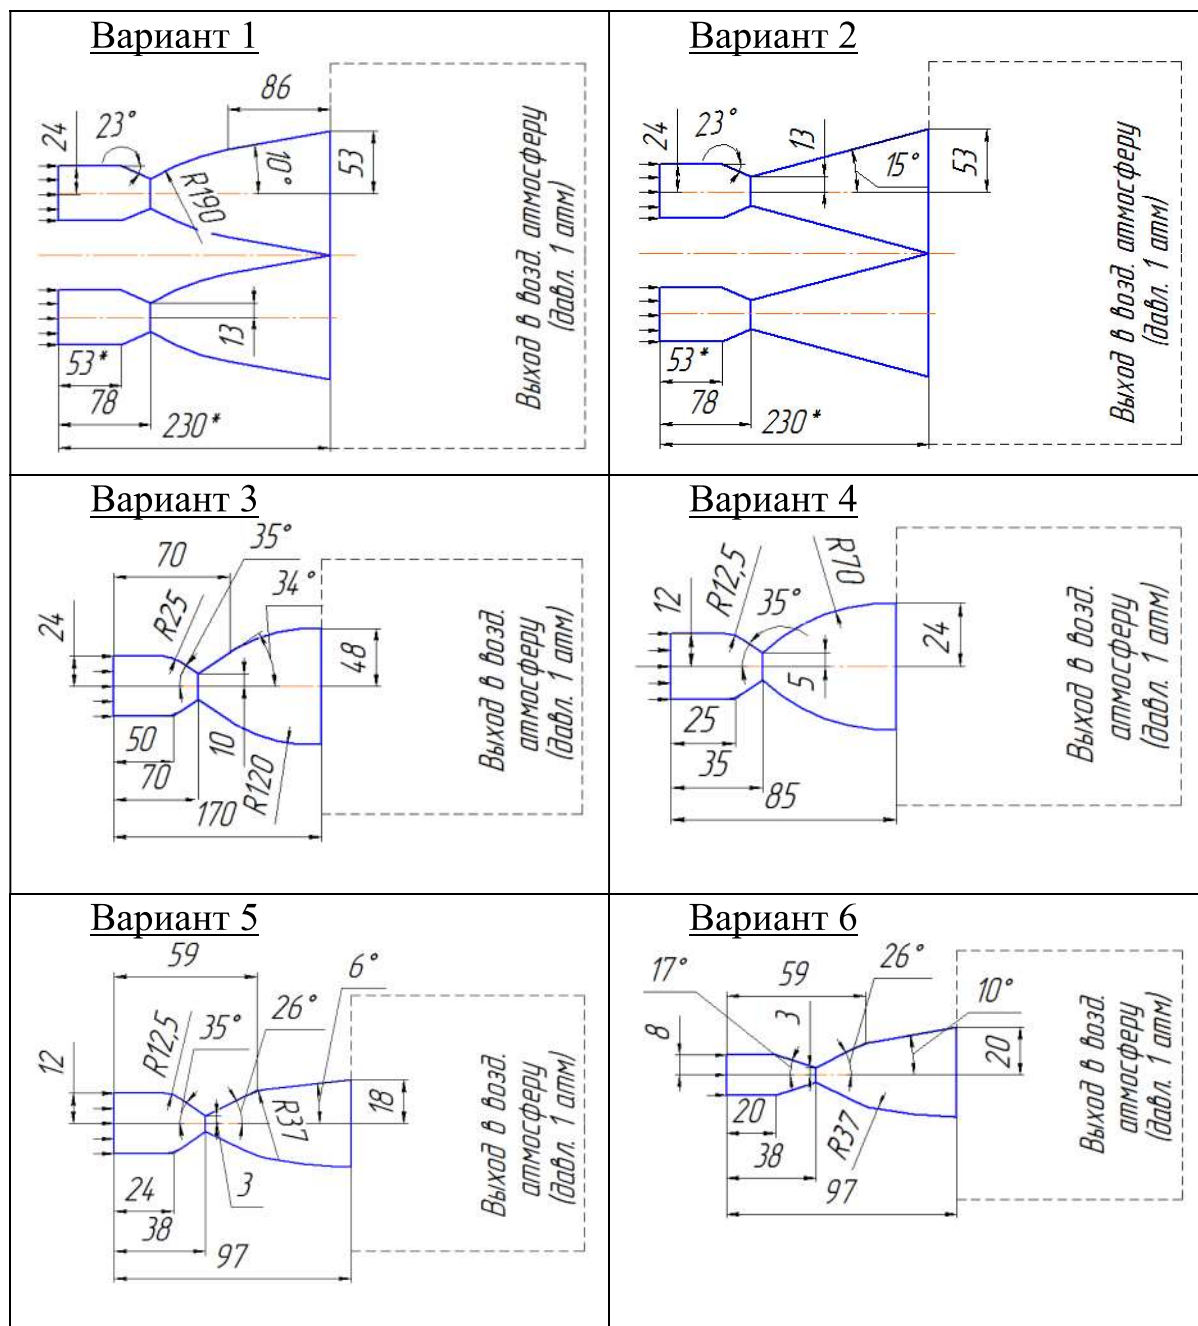 Вариант 1
86
24
23°
R190
10°
53
13
53*
78
230*
Выход в возд. атмосферу
(давл. 1 атм)
Вариант 2
24
23°
13
15°
53
53*
78
230*
Выход в возд. атмосферу
(давл. 1 атм)
Вариант 3
70
35°
34°
24
R25
48
50
10
70
R120
170
Выход в возд.
атмосферу
(давл. 1 атм)
Вариант 4
12
R12,5
35°
R70
24
5
25
35
85
Выход в возд.
атмосферу
(давл. 1 атм)
Вариант 5
59
6°
26°
35°
R12,5
12
18
R37
24
3
38
97
Выход в возд.
атмосферу
(давл. 1 атм)
Вариант 6
17°
59
26°
10°
8
3
20
20
R37
38
97
Выход в возд.
атмосферу
(давл. 1 атм)